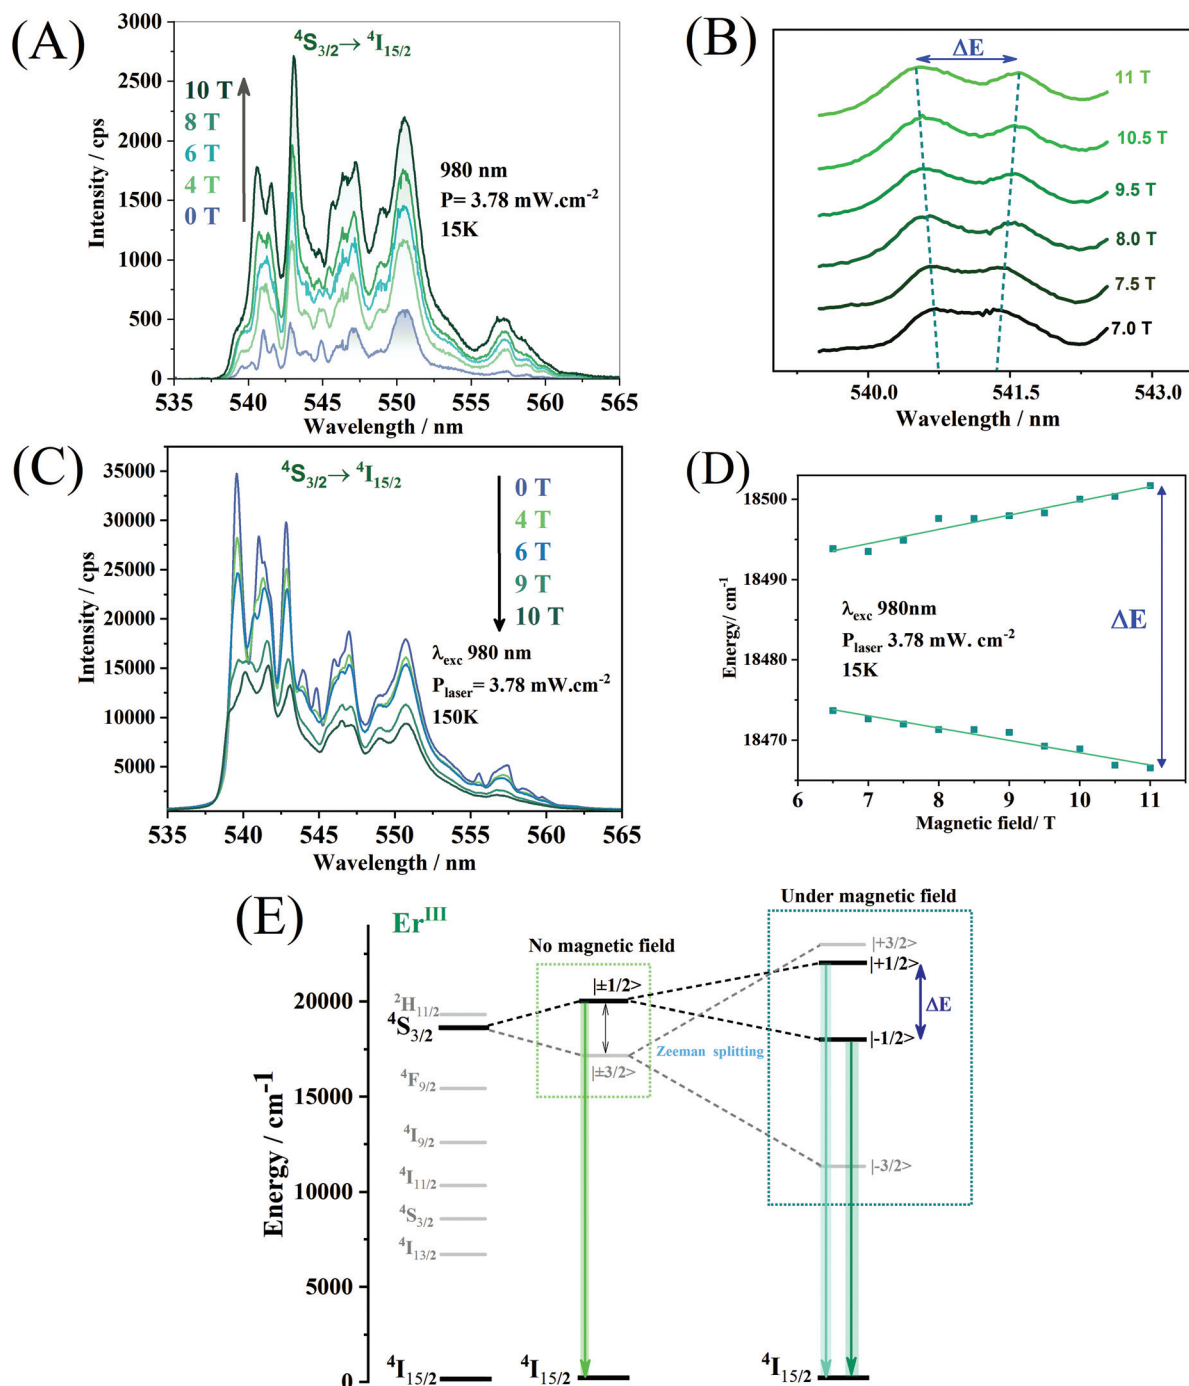 (A)
⁴S₃/₂→ ⁴I₁₅/₂
10 T
8 T
6 T
4 T
0 T
980 nm
P= 3.78 mW.cm⁻²
15K
3000
2500
2000
1500
1000
500
0
Intensity / cps
535 540 545 550 555 560 565
Wavelength / nm
(B)
ΔE
11 T
10.5 T
9.5 T
8.0 T
7.5 T
7.0 T
540.0 541.5 543.0
Wavelength / nm
(C)
⁴S₃/₂→ ⁴I₁₅/₂
0 T
4 T
6 T
9 T
10 T
λexc 980 nm
Plaser= 3.78 mW.cm⁻²
150K
35000
30000
25000
20000
15000
10000
5000
Intensity / cps
535 540 545 550 555 560 565
Wavelength / nm
(D)
18500
18490
18480
18470
Energy/ cm⁻¹
λexc 980nm
Plaser 3.78 mW. cm⁻²
15K
ΔE
6 7 8 9 10 11
Magnetic field/ T
(E)
Erᴵᴵᴵ
No magnetic field
Under magnetic field
20000
15000
10000
5000
0
Energy / cm⁻¹
²H₁₁/₂
⁴S₃/₂
⁴F₉/₂
⁴I₉/₂
⁴I₁₁/₂
⁴S₃/₂
⁴I₁₃/₂
⁴I₁₅/₂
|±1/2>
|±3/2>
⁴I₁₅/₂
Zeeman splitting
|+3/2>
|+1/2>
ΔE
|-1/2>
|-3/2>
⁴I₁₅/₂